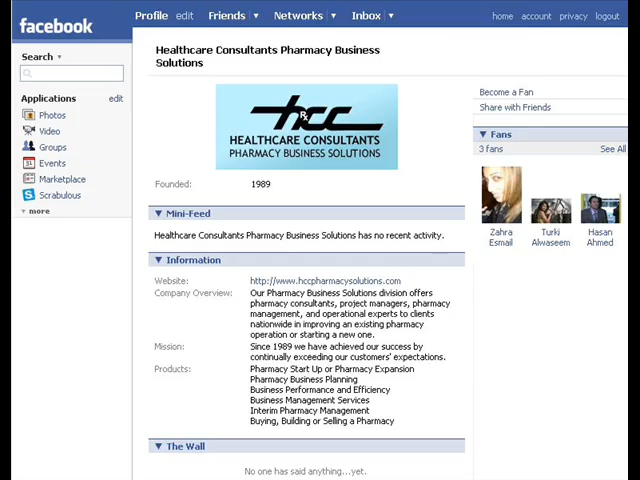 facebook
Profile edit Friends Networks Inbox home account privacy logout
Search
Applications edit
Photos
Video
Groups
Events
Marketplace
Scrabulous
more
Healthcare Consultants Pharmacy Business
Solutions
hcc
Rx
HEALTHCARE CONSULTANTS
PHARMACY BUSINESS SOLUTIONS
Founded: 1989
Mini-Feed
Healthcare Consultants Pharmacy Business Solutions has no recent activity.
Information
Website: http://www.hccpharmacysolutions.com
Company Overview: Our Pharmacy Business Solutions division offers
pharmacy consultants, project managers, pharmacy
management, and operational experts to clients
nationwide in improving an existing pharmacy
operation or starting a new one.
Mission: Since 1989 we have achieved our success by
continually exceeding our customers' expectations.
Products: Pharmacy Start Up or Pharmacy Expansion
Pharmacy Business Planning
Business Performance and Efficiency
Business Management Services
Interim Pharmacy Management
Buying, Building or Selling a Pharmacy
The Wall
No one has said anything...yet.
Become a Fan
Share with Friends
Fans
3 fans See All
Zahra
Esmail
Turki
Alwaseem
Hasan
Ahmed